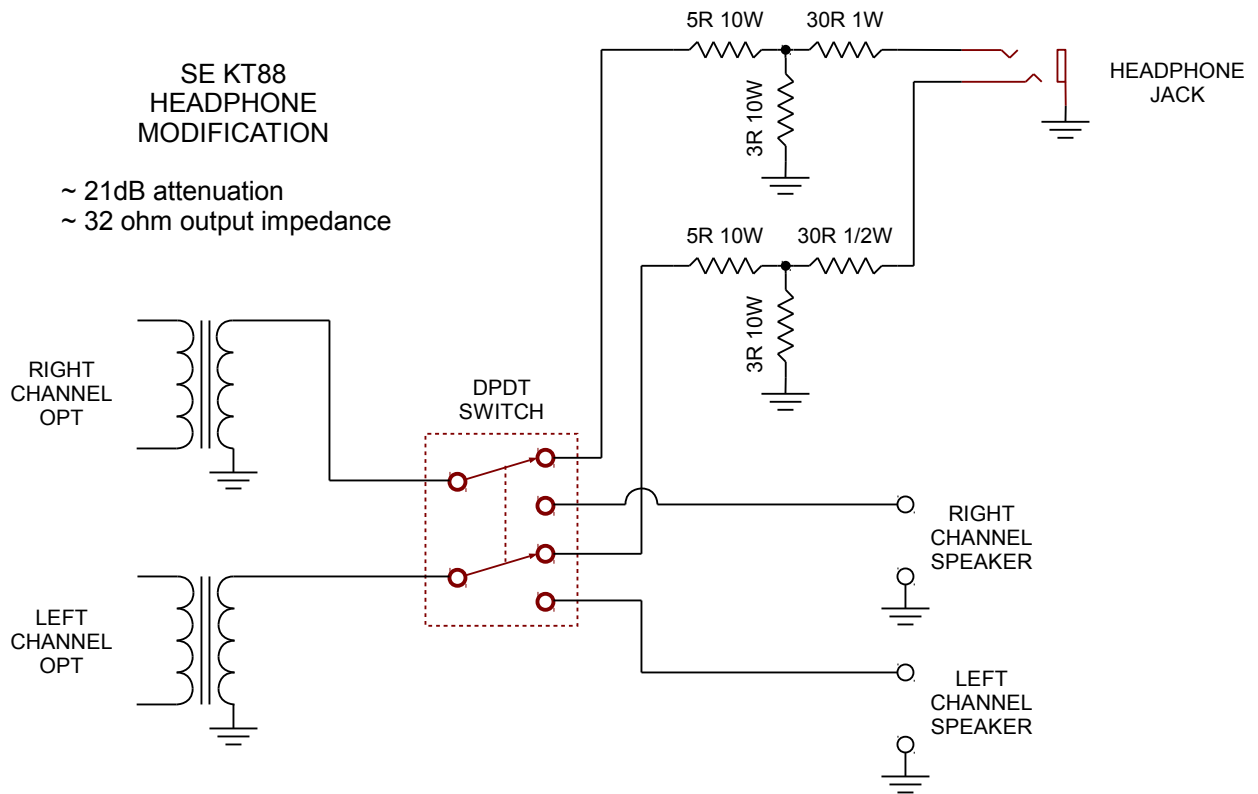 SE KT88
HEADPHONE
MODIFICATION
~ 21dB attenuation
~ 32 ohm output impedance
5R 10W
30R 1W
3R 10W
HEADPHONE
JACK
5R 10W
30R 1/2W
3R 10W
RIGHT
CHANNEL
OPT
DPDT
SWITCH
RIGHT
CHANNEL
SPEAKER
LEFT
CHANNEL
OPT
LEFT
CHANNEL
SPEAKER